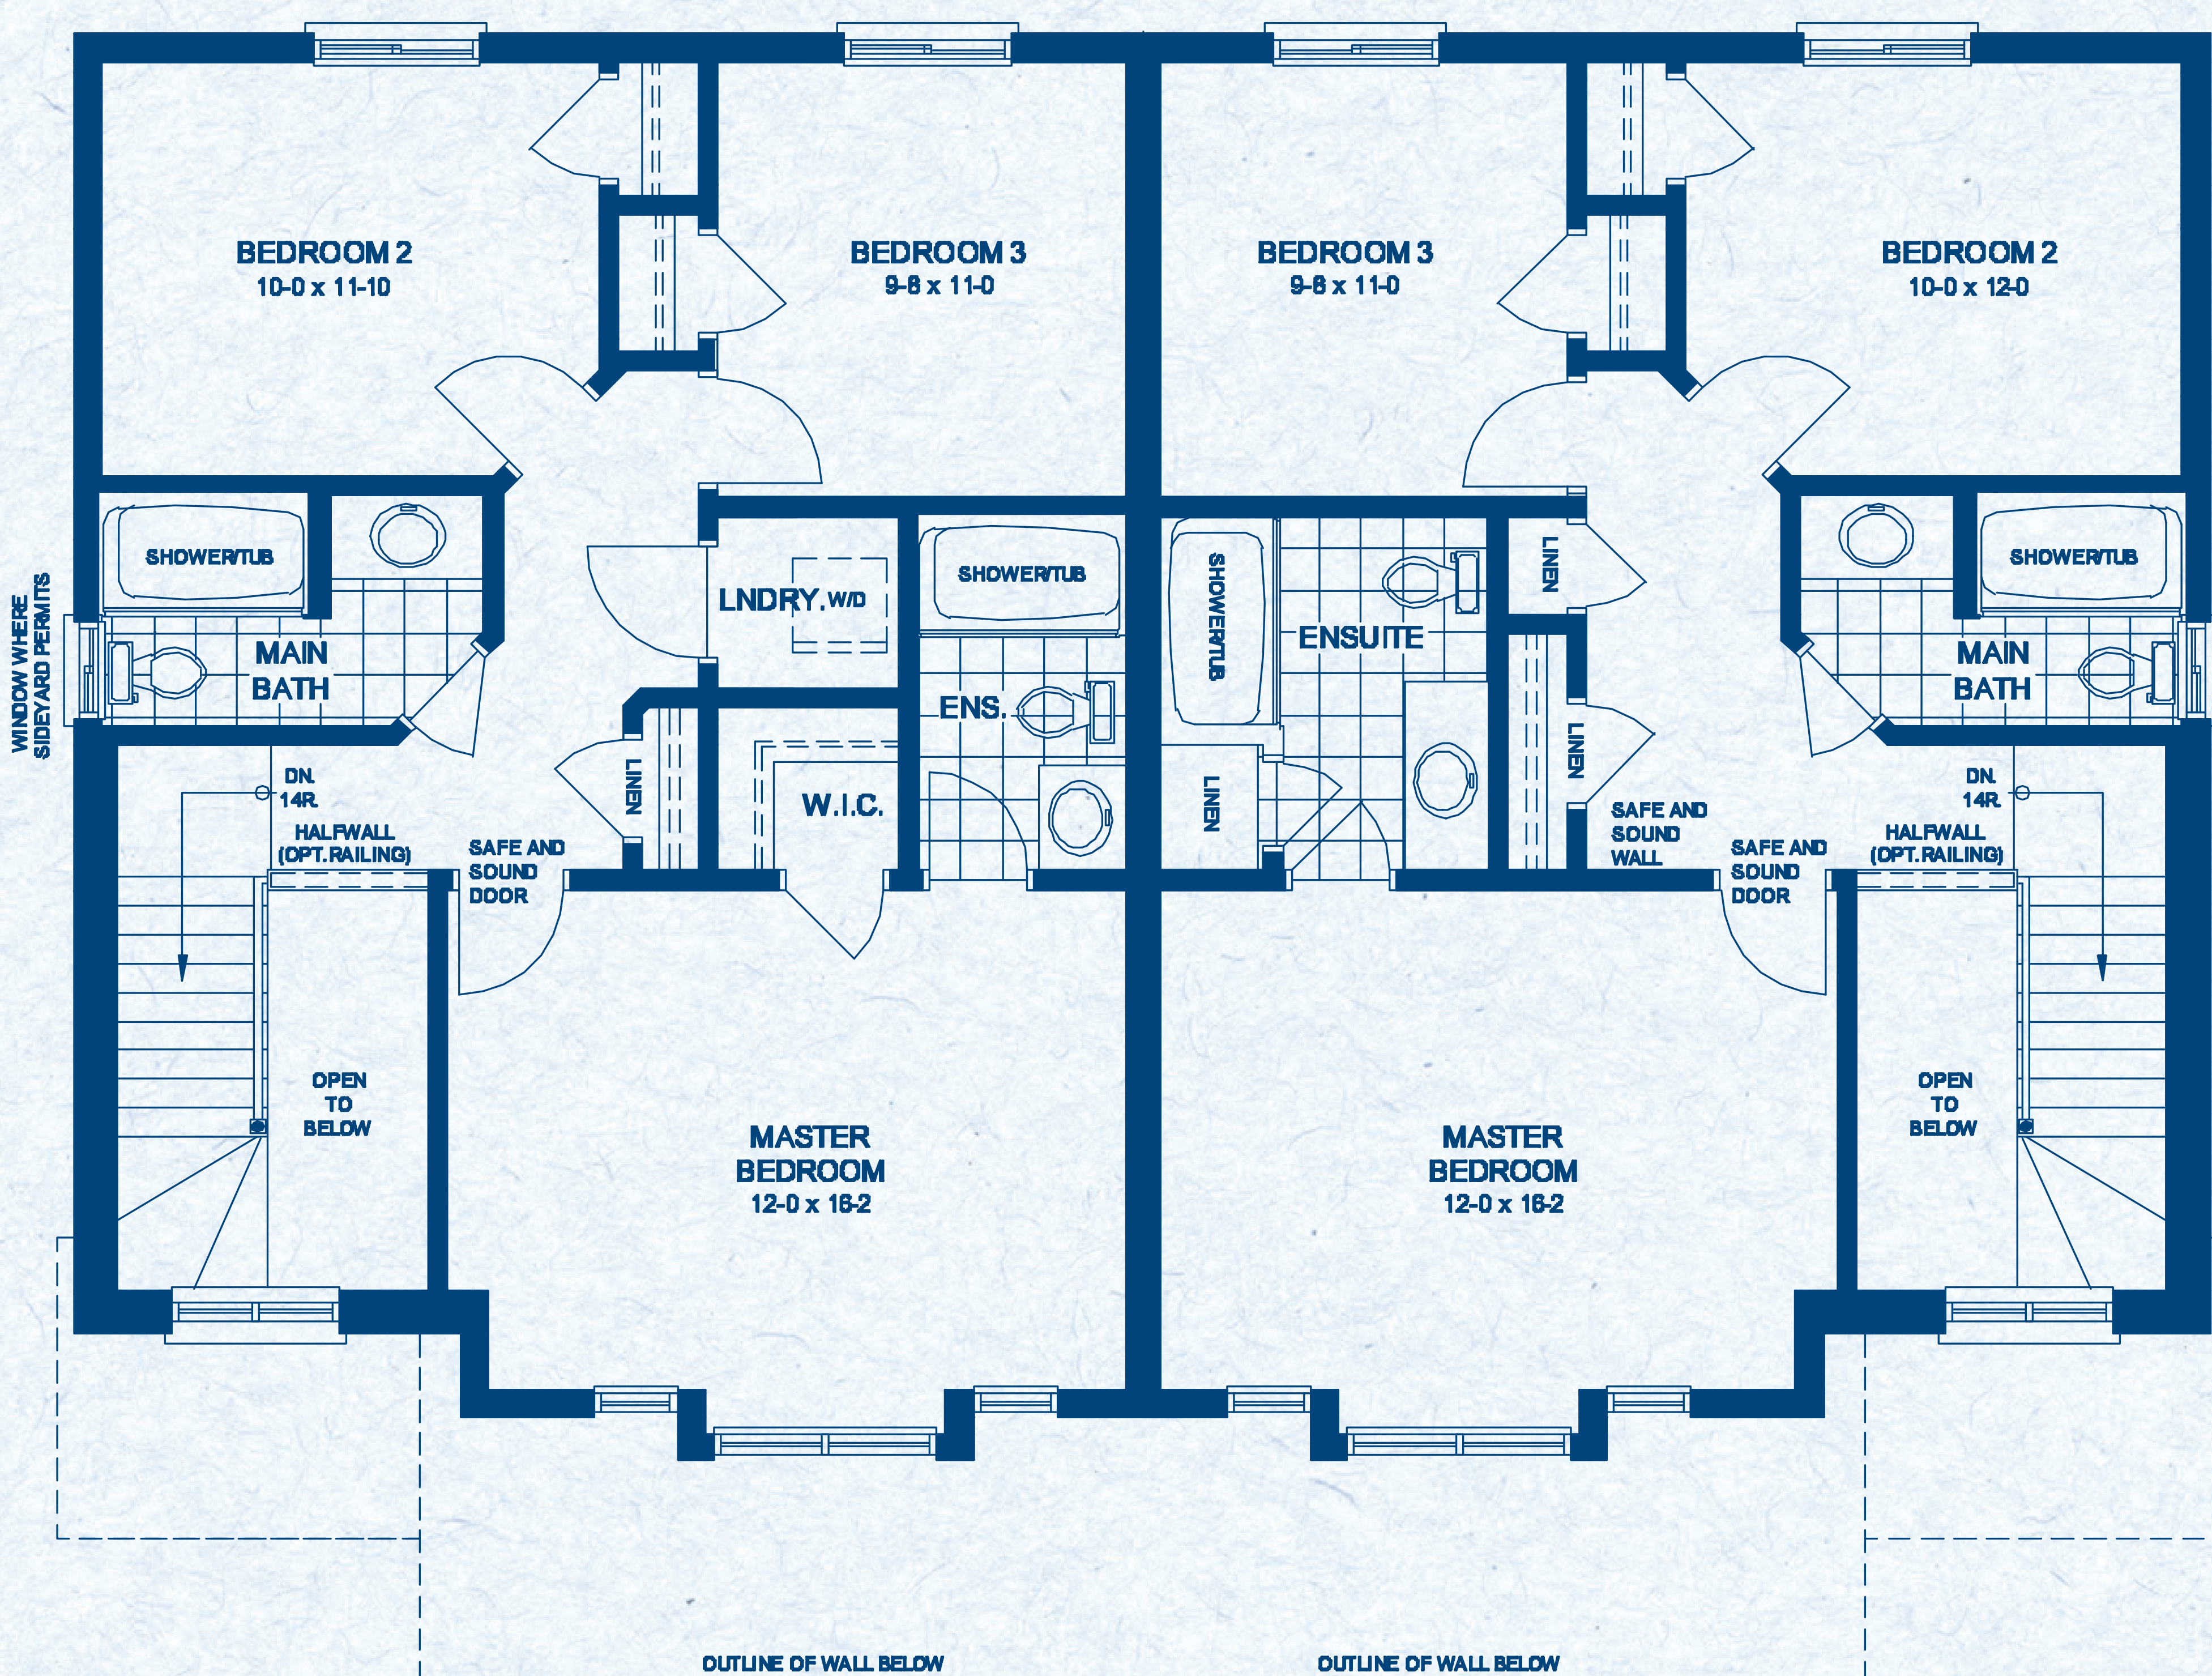 BEDROOM 2
10-0 x 11-10
BEDROOM 3
9-6 x 11-0
BEDROOM 3
9-6 x 11-0
BEDROOM 2
10-0 x 12-0
WINDOW WHERE
SIDEYARD PERMITS
SHOWER/TUB
MAIN
BATH
LNDRY.
W/D
SHOWER/TUB
ENS.
SHOWER/TUB
ENSUITE
LINEN
SHOWER/TUB
MAIN
BATH
DN.
14R.
HALFWALL
(OPT. RAILING)
SAFE AND
SOUND
DOOR
LINEN
W.I.C.
LINEN
LINEN
SAFE AND
SOUND
WALL
SAFE AND
SOUND
DOOR
DN.
14R.
HALFWALL
(OPT. RAILING)
OPEN
TO
BELOW
MASTER
BEDROOM
12-0 x 16-2
MASTER
BEDROOM
12-0 x 16-2
OPEN
TO
BELOW
OUTLINE OF WALL BELOW
OUTLINE OF WALL BELOW